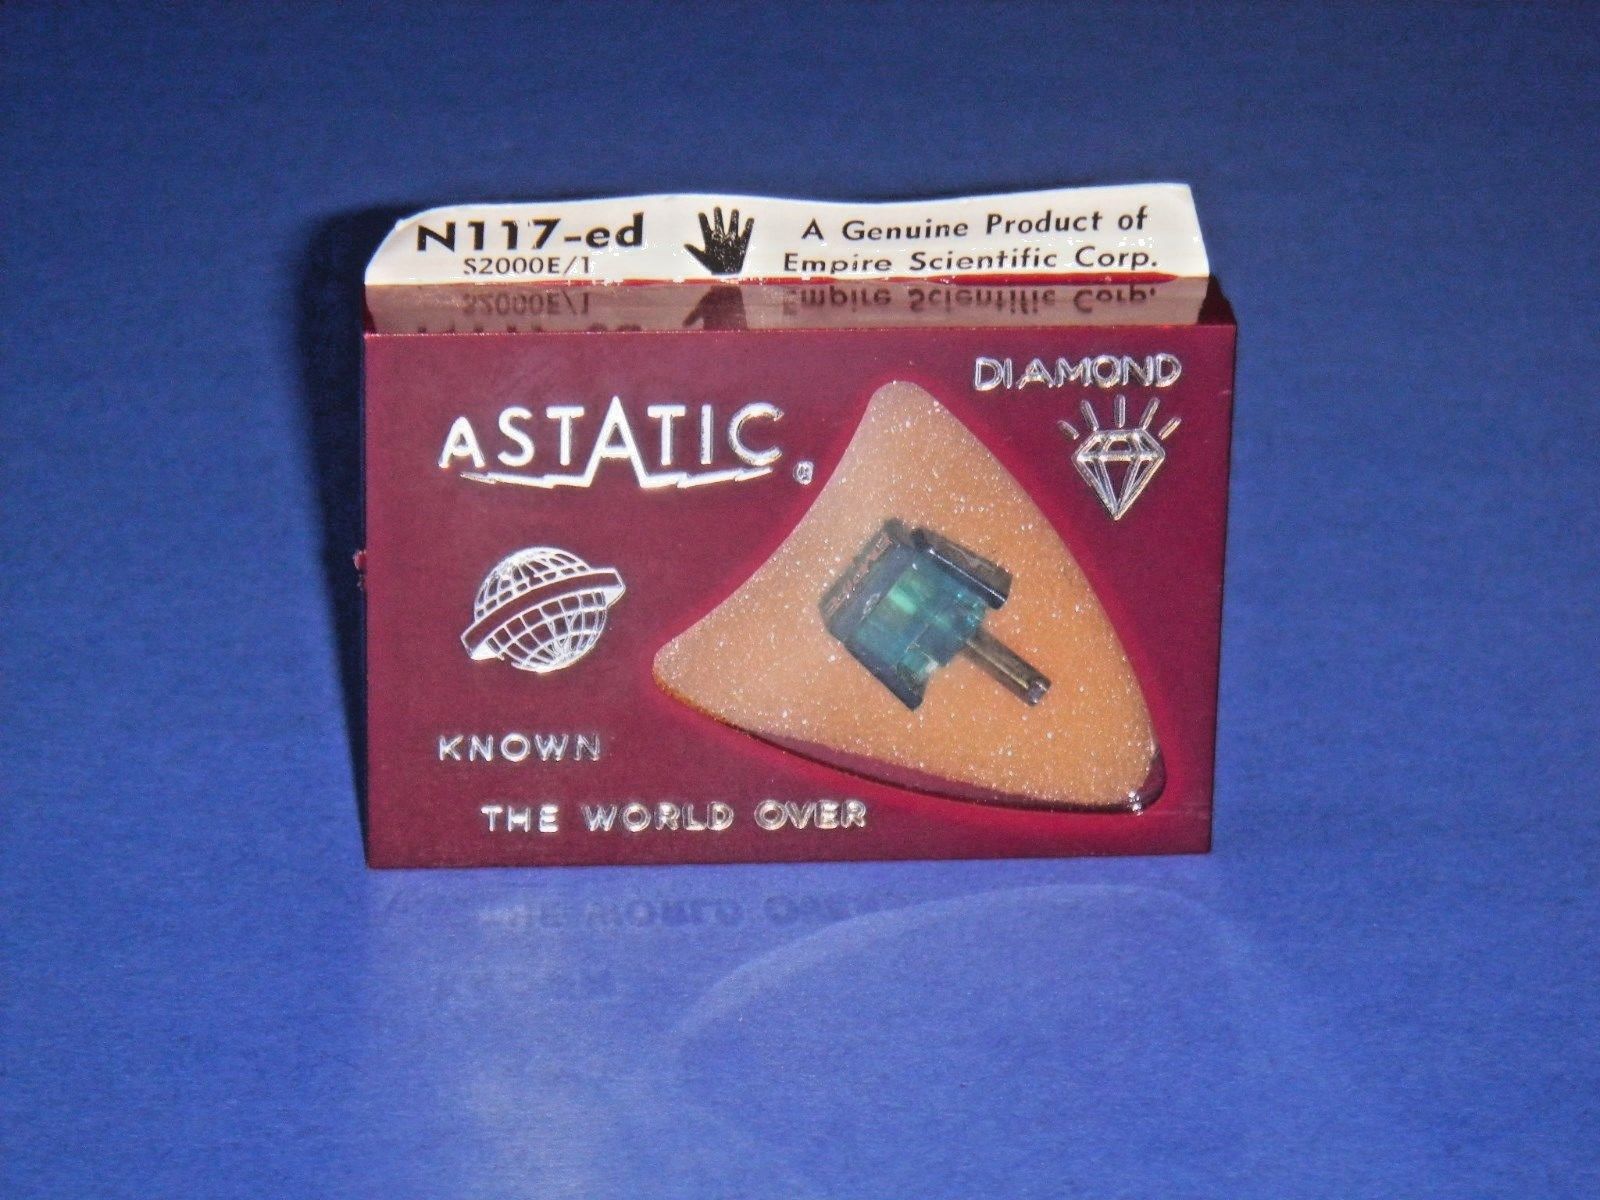 N117-ed
S2000E/1
A Genuine Product of
Empire Scientific Corp.
ASTATIC ®
DIAMOND
KNOWN
THE WORLD OVER